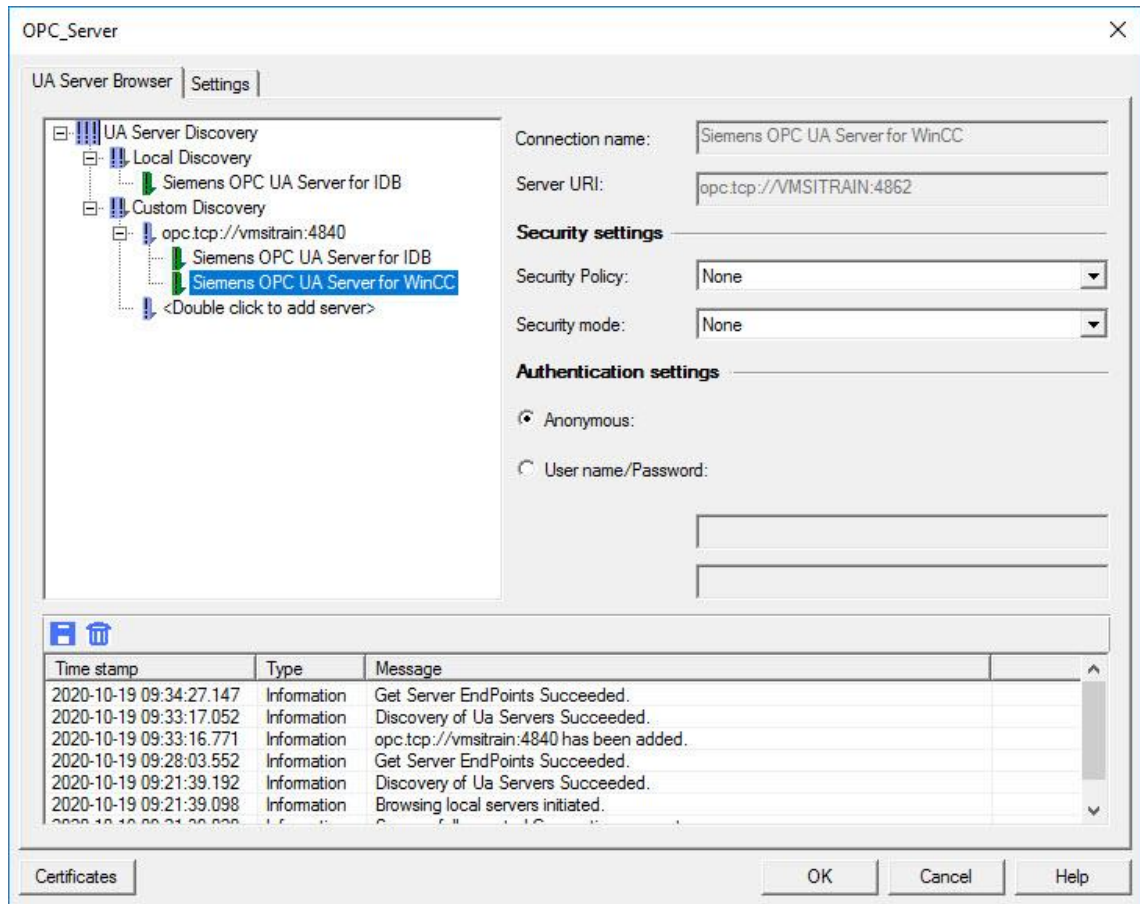 OPC_Server
UA Server Browser
Settings
UA Server Discovery
Local Discovery
Siemens OPC UA Server for IDB
Custom Discovery
opc.tcp://vmsitrain:4840
Siemens OPC UA Server for IDB
Siemens OPC UA Server for WinCC
<Double click to add server>
Connection name: Siemens OPC UA Server for WinCC
Server URI: opc.tcp://VMSITRAIN:4862
Security settings
Security Policy: None
Security mode: None
Authentication settings
Anonymous:
User name/Password:
Time stamp Type Message
2020-10-19 09:34:27.147 Information Get Server EndPoints Succeeded.
2020-10-19 09:33:17.052 Information Discovery of Ua Servers Succeeded.
2020-10-19 09:33:16.771 Information opc.tcp://vmsitrain:4840 has been added.
2020-10-19 09:28:03.552 Information Get Server EndPoints Succeeded.
2020-10-19 09:21:39.192 Information Discovery of Ua Servers Succeeded.
2020-10-19 09:21:39.098 Information Browsing local servers initiated.
Certificates OK Cancel Help